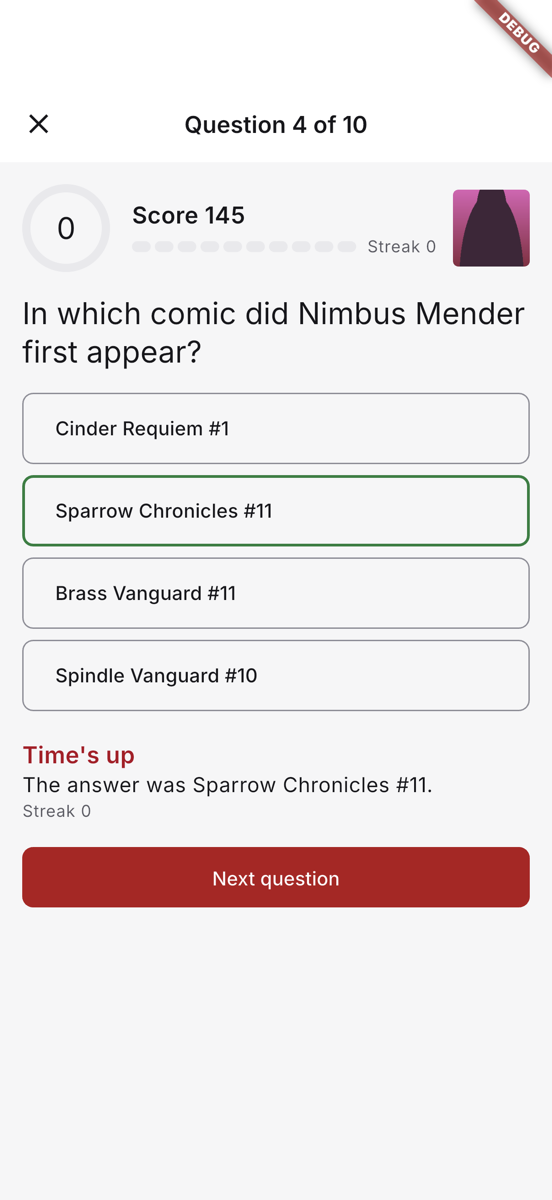 DEBUG
Question 4 of 10
0
Score 145
Streak 0
In which comic did Nimbus Mender
first appear?
Cinder Requiem #1
Sparrow Chronicles #11
Brass Vanguard #11
Spindle Vanguard #10
Time's up
The answer was Sparrow Chronicles #11.
Streak 0
Next question